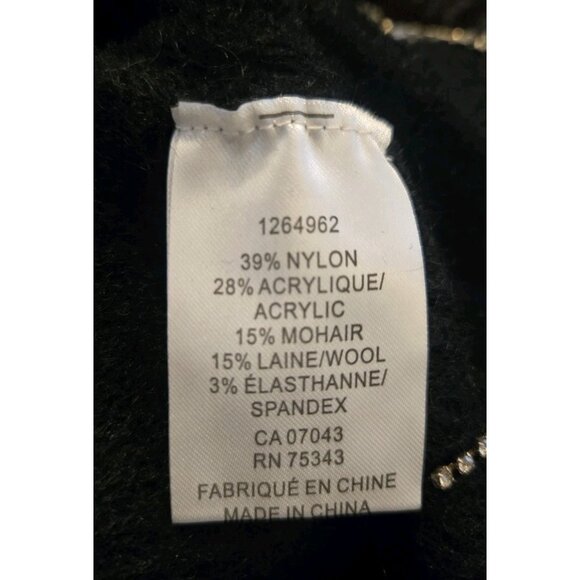 1264962
39% NYLON
28% ACRYLIQUE/
ACRYLIC
15% MOHAIR
15% LAINE/WOOL
3% ÉLASTHANNE/
SPANDEX
CA 07043
RN 75343
FABRIQUÉ EN CHINE
MADE IN CHINA